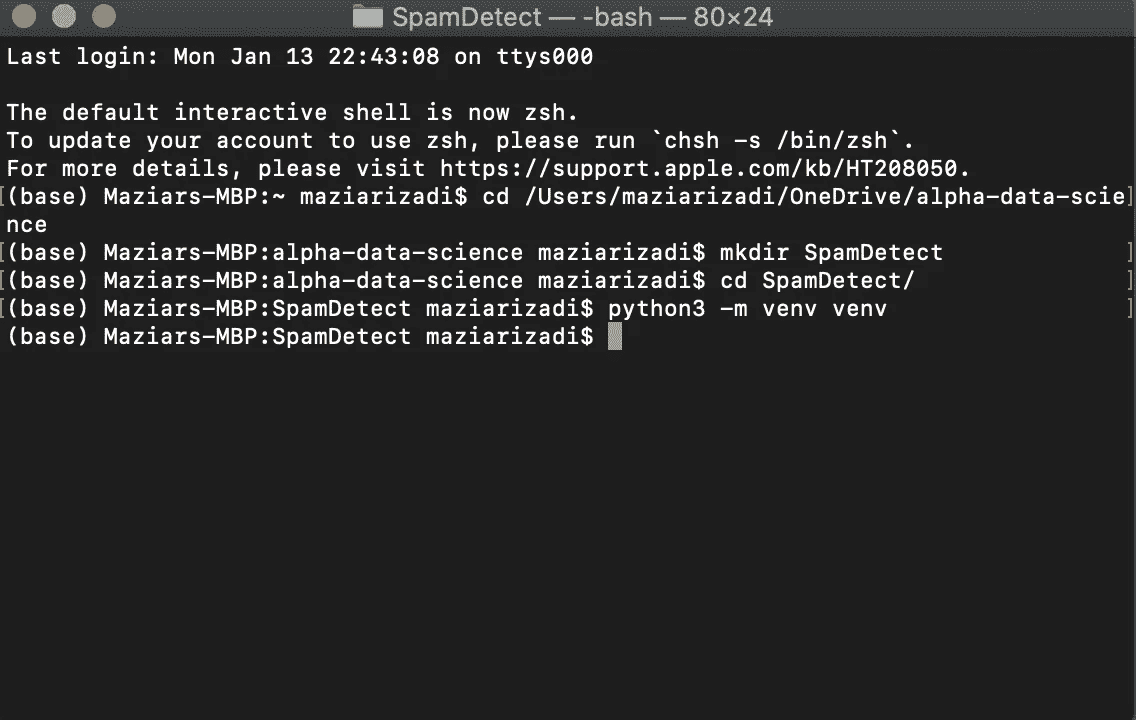 SpamDetect — -bash — 80×24
Last login: Mon Jan 13 22:43:08 on ttys000
The default interactive shell is now zsh.
To update your account to use zsh, please run `chsh -s /bin/zsh`.
For more details, please visit https://support.apple.com/kb/HT208050.
[(base) Maziars-MBP:~ maziarizadi$ cd /Users/maziarizadi/OneDrive/alpha-data-scie]
nce
[(base) Maziars-MBP:alpha-data-science maziarizadi$ mkdir SpamDetect ]
[(base) Maziars-MBP:alpha-data-science maziarizadi$ cd SpamDetect/ ]
[(base) Maziars-MBP:SpamDetect maziarizadi$ python3 -m venv venv ]
(base) Maziars-MBP:SpamDetect maziarizadi$